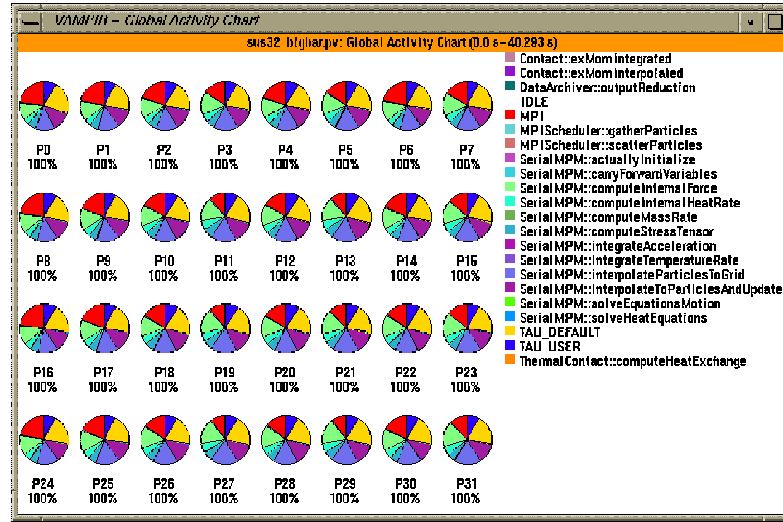 VAMPIR - Global Activity Chart
sus32_bigbar.pv: Global Activity Chart (0.0 s-40.293 s)
Contact::exMomIntegrated
Contact::exMomInterpolated
DataArchiver::outputReduction
IDLE
MPI
MPIScheduler::gatherParticles
MPIScheduler::scatterParticles
SerialMPM::actuallyInitialize
SerialMPM::carryForwardVariables
SerialMPM::computeInternalForce
SerialMPM::computeInternalHeatRate
SerialMPM::computeMassRate
SerialMPM::computeStressTensor
SerialMPM::integrateAcceleration
SerialMPM::integrateTemperatureRate
SerialMPM::interpolateParticlesToGrid
SerialMPM::interpolateToParticlesAndUpdate
SerialMPM::solveEquationsMotion
SerialMPM::solveHeatEquations
TAU_DEFAULT
TAU_USER
ThermalContact::computeHeatExchange
P0 P1 P2 P3 P4 P5 P6 P7
100% 100% 100% 100% 100% 100% 100% 100%
P8 P9 P10 P11 P12 P13 P14 P15
100% 100% 100% 100% 100% 100% 100% 100%
P16 P17 P18 P19 P20 P21 P22 P23
100% 100% 100% 100% 100% 100% 100% 100%
P24 P25 P26 P27 P28 P29 P30 P31
100% 100% 100% 100% 100% 100% 100% 100%